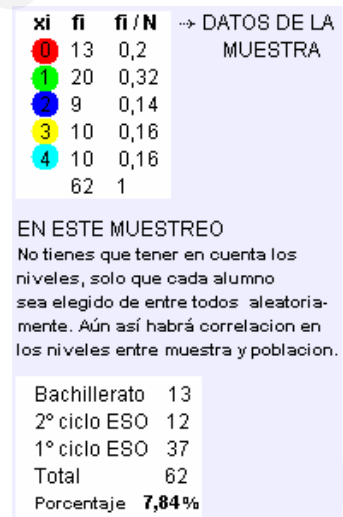 xi fi fi/N ⇢ DATOS DE LA
MUESTRA
0 13 0,2
1 20 0,32
2 9 0,14
3 10 0,16
4 10 0,16
62 1
EN ESTE MUESTREO
No tienes que tener en cuenta los
niveles, solo que cada alumno
sea elegido de entre todos aleatoria-
mente. Aún así habrá correlacion en
los niveles entre muestra y poblacion.
Bachillerato 13
2º ciclo ESO 12
1º ciclo ESO 37
Total 62
Porcentaje 7,84%